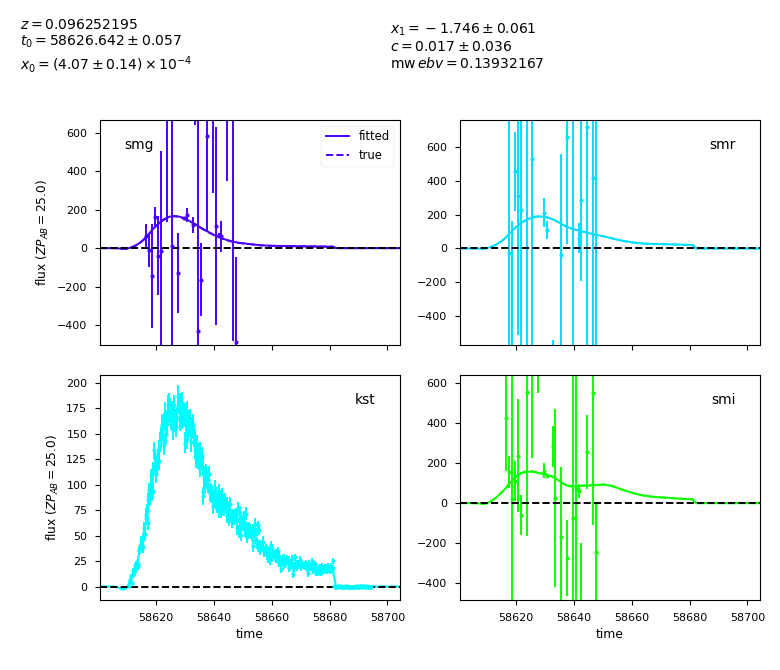 z = 0.096252195
t0 = 58626.642 ± 0.057
x0 = (4.07 ± 0.14) × 10^−4
x1 = −1.746 ± 0.061
c = 0.017 ± 0.036
mw ebv = 0.13932167
smg
fitted
true
600
400
200
0
−200
−400
flux (ZP_AB = 25.0)
smr
600
400
200
0
−200
−400
kst
200
175
150
125
100
75
50
25
0
flux (ZP_AB = 25.0)
58620 58640 58660 58680 58700
time
smi
600
400
200
0
−200
−400
58620 58640 58660 58680 58700
time